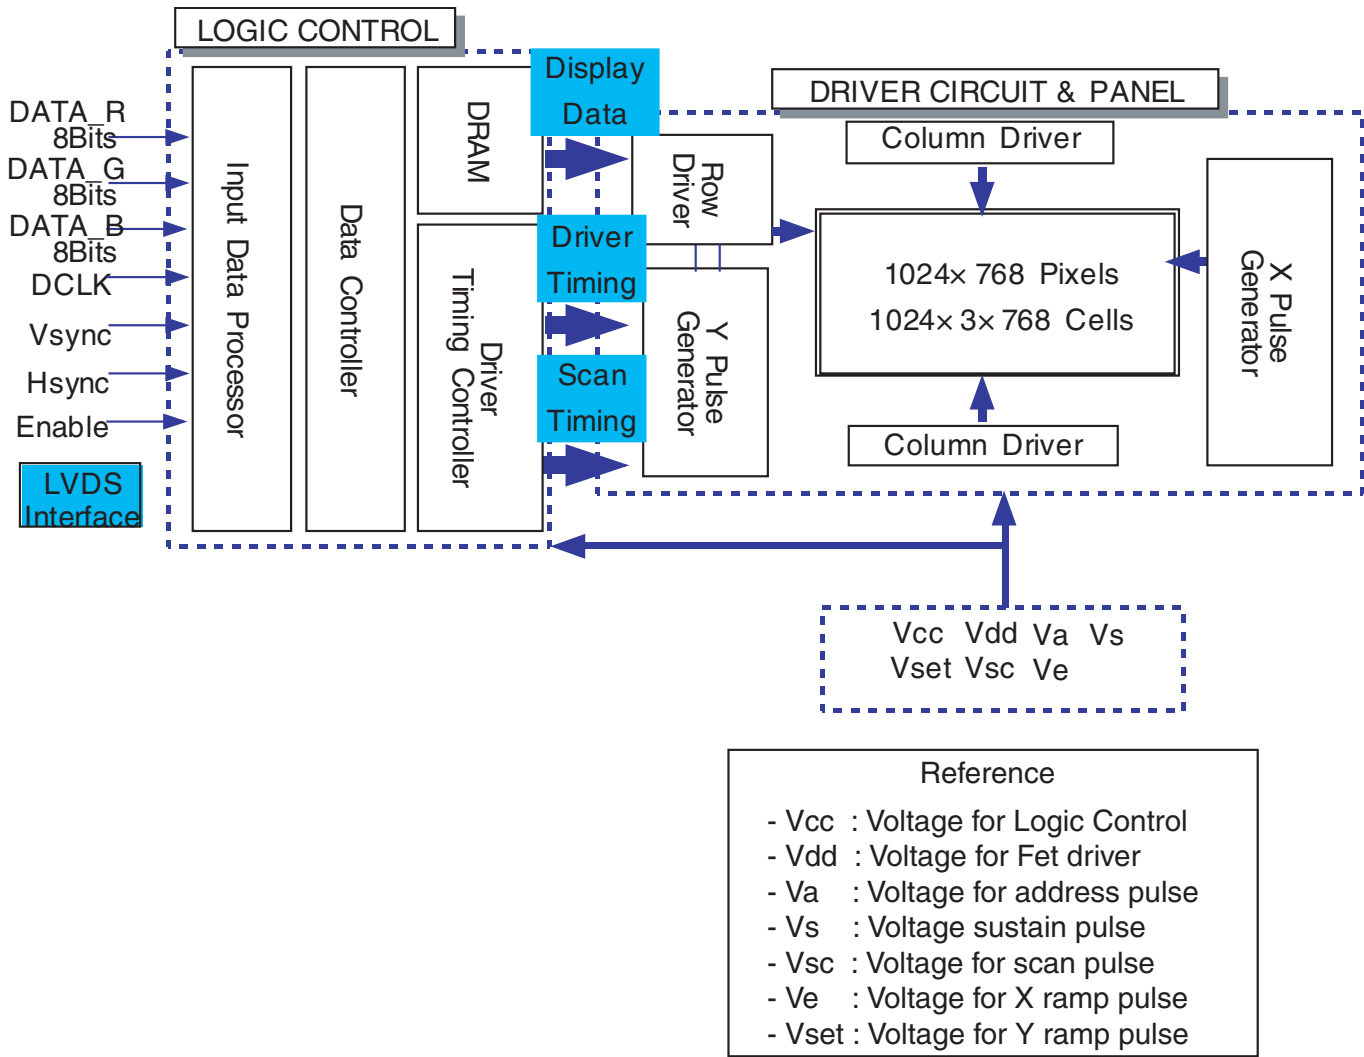 LOGIC CONTROL
DATA_R
8Bits
DATA_G
8Bits
DATA_B
8Bits
DCLK
Vsync
Hsync
Enable
LVDS
Interface
Input Data Processor
Data Controller
DRAM
Driver
Timing Controller
Display
Data
Driver
Timing
Scan
Timing
DRIVER CIRCUIT & PANEL
Row
Driver
Y Pulse
Generator
Column Driver
1024× 768 Pixels
1024× 3× 768 Cells
Column Driver
X Pulse
Generator
Vcc Vdd Va Vs
Vset Vsc Ve
Reference
- Vcc : Voltage for Logic Control
- Vdd : Voltage for Fet driver
- Va : Voltage for address pulse
- Vs : Voltage sustain pulse
- Vsc : Voltage for scan pulse
- Ve : Voltage for X ramp pulse
- Vset : Voltage for Y ramp pulse